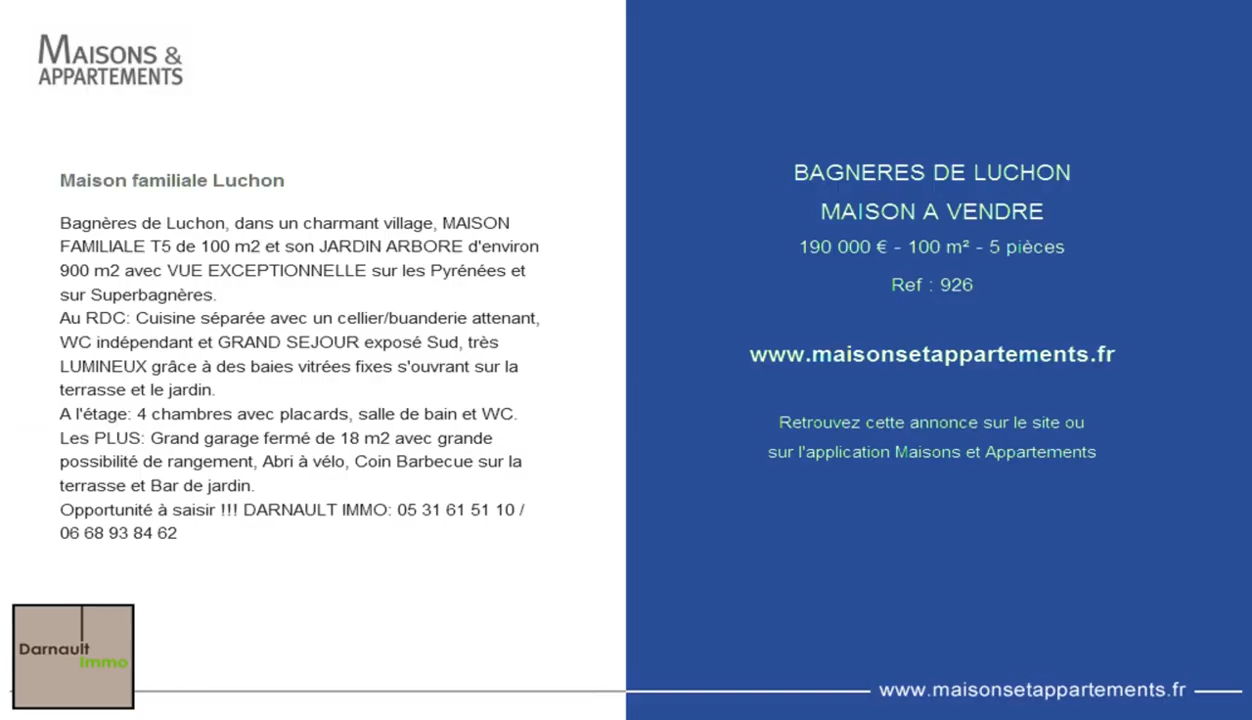 MAISONS &
APPARTEMENTS
Maison familiale Luchon
Bagnères de Luchon, dans un charmant village, MAISON
FAMILIALE T5 de 100 m2 et son JARDIN ARBORE d'environ
900 m2 avec VUE EXCEPTIONNELLE sur les Pyrénées et
sur Superbagnères.
Au RDC: Cuisine séparée avec un cellier/buanderie attenant,
WC indépendant et GRAND SEJOUR exposé Sud, très
LUMINEUX grâce à des baies vitrées fixes s'ouvrant sur la
terrasse et le jardin.
A l'étage: 4 chambres avec placards, salle de bain et WC.
Les PLUS: Grand garage fermé de 18 m2 avec grande
possibilité de rangement, Abri à vélo, Coin Barbecue sur la
terrasse et Bar de jardin.
Opportunité à saisir !!! DARNAULT IMMO: 05 31 61 51 10 /
06 68 93 84 62
Darnault
Immo
BAGNERES DE LUCHON
MAISON A VENDRE
190 000 € - 100 m² - 5 pièces
Ref : 926
www.maisonsetappartements.fr
Retrouvez cette annonce sur le site ou
sur l'application Maisons et Appartements
www.maisonsetappartements.fr